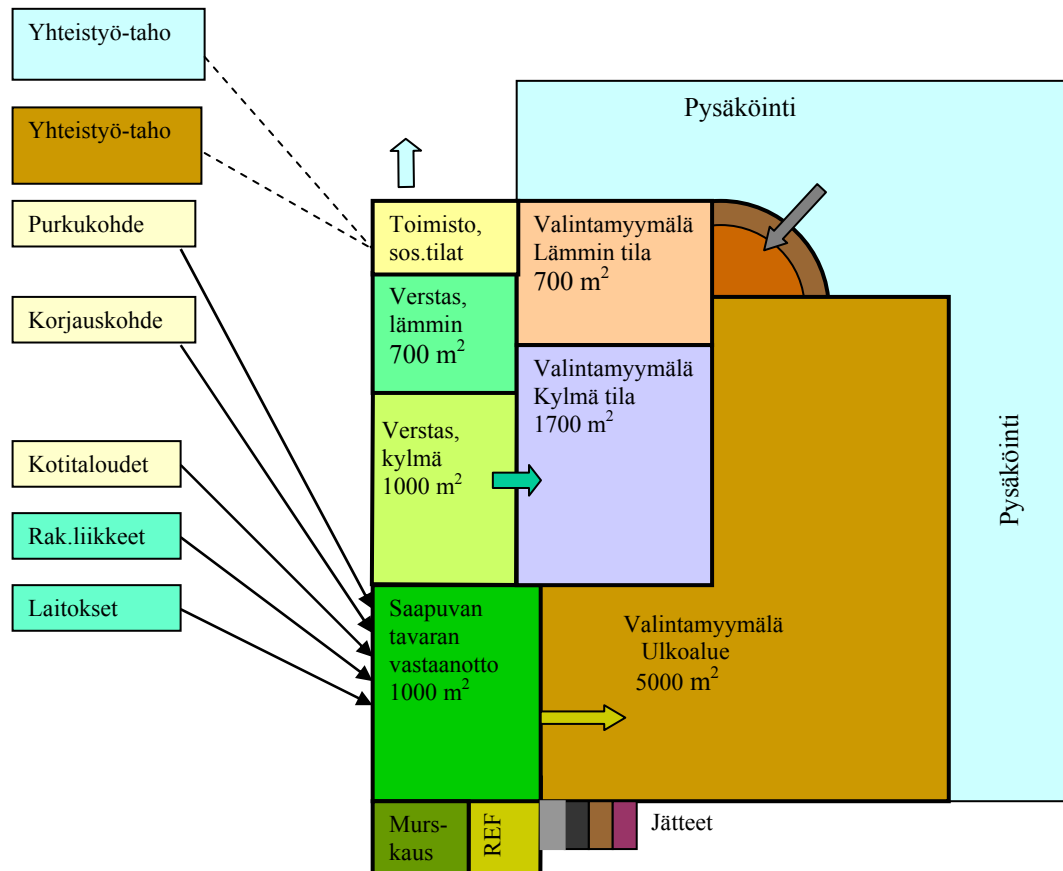 Yhteistyö-taho
Yhteistyö-taho
Purkukohde
Korjauskohde
Kotitaloudet
Rak.liikkeet
Laitokset
Pysäköinti
Toimisto,
sos.tilat
Valintamyymälä
Lämmin tila
700 m²
Verstas,
lämmin
700 m²
Valintamyymälä
Kylmä tila
1700 m²
Verstas,
kylmä
1000 m²
Pysäköinti
Saapuvan
tavaran
vastaanotto
1000 m²
Valintamyymälä
Ulkoalue
5000 m²
Murs-
kaus
REF
Jätteet